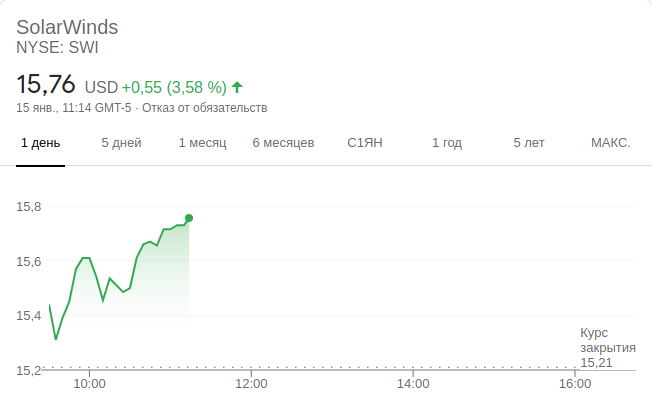 SolarWinds
NYSE: SWI
15,76 USD +0,55 (3,58 %)
15 янв., 11:14 GMT-5 · Отказ от обязательств
1 день 5 дней 1 месяц 6 месяцев С1ЯН 1 год 5 лет МАКС.
15,8
15,6
15,4
Курс
закрытия
15,21
15,2
10:00 12:00 14:00 16:00